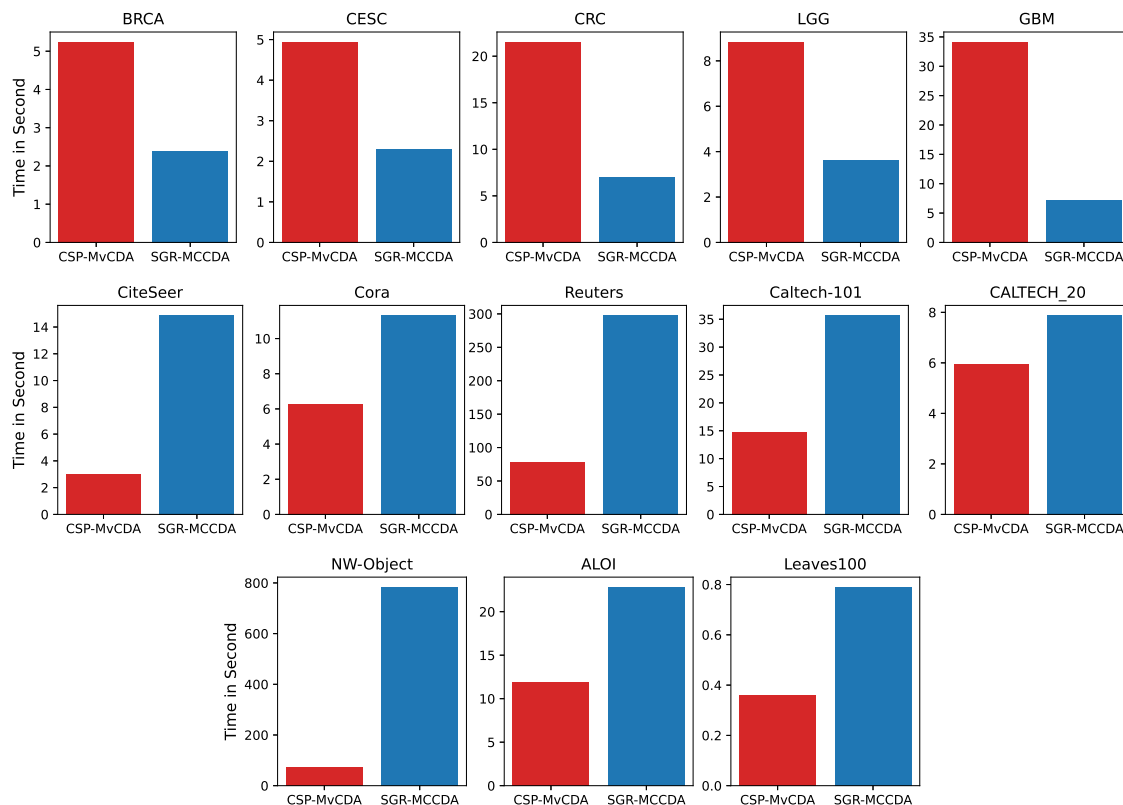 BRCA
5
4
3
2
1
0
Time in Second
CSP-MvCDA SGR-MCCDA
CESC
5
4
3
2
1
0
CSP-MvCDA SGR-MCCDA
CRC
20
15
10
5
0
CSP-MvCDA SGR-MCCDA
LGG
8
6
4
2
0
CSP-MvCDA SGR-MCCDA
GBM
35
30
25
20
15
10
5
0
CSP-MvCDA SGR-MCCDA
CiteSeer
14
12
10
8
6
4
2
0
Time in Second
CSP-MvCDA SGR-MCCDA
Cora
10
8
6
4
2
0
CSP-MvCDA SGR-MCCDA
Reuters
300
250
200
150
100
50
0
CSP-MvCDA SGR-MCCDA
Caltech-101
35
30
25
20
15
10
5
0
CSP-MvCDA SGR-MCCDA
CALTECH_20
8
6
4
2
0
CSP-MvCDA SGR-MCCDA
NW-Object
800
600
400
200
0
Time in Second
CSP-MvCDA SGR-MCCDA
ALOI
20
15
10
5
0
CSP-MvCDA SGR-MCCDA
Leaves100
0.8
0.6
0.4
0.2
0.0
CSP-MvCDA SGR-MCCDA